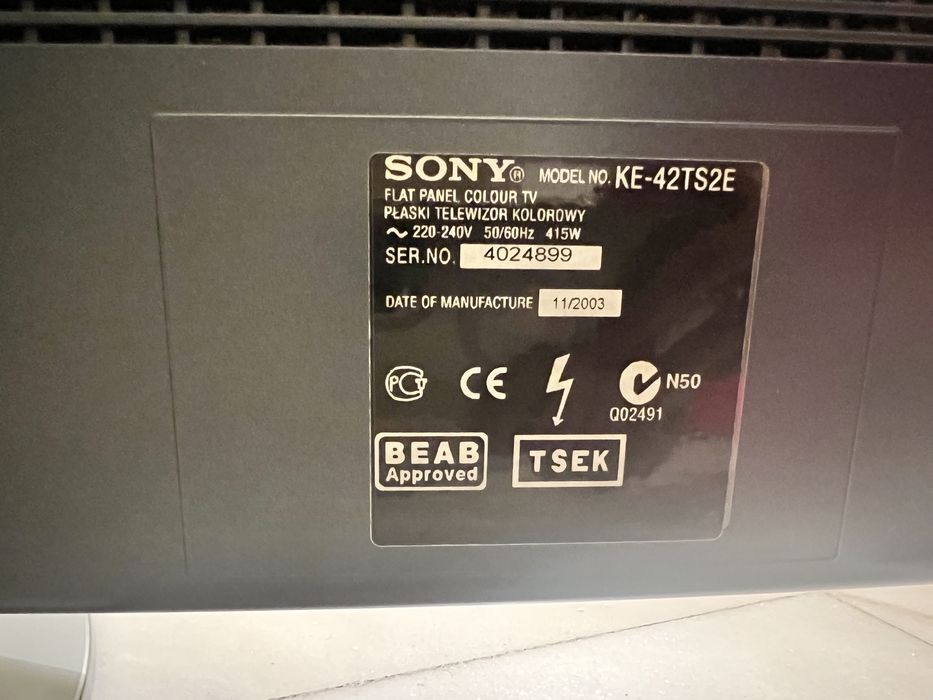 SONY® MODEL NO. KE-42TS2E
FLAT PANEL COLOUR TV
PŁASKI TELEWIZOR KOLOROWY
~ 220-240V 50/60Hz 415W
SER.NO. 4024899
DATE OF MANUFACTURE 11/2003
PCT CE N50
Q02491
BEAB
Approved
TSEK